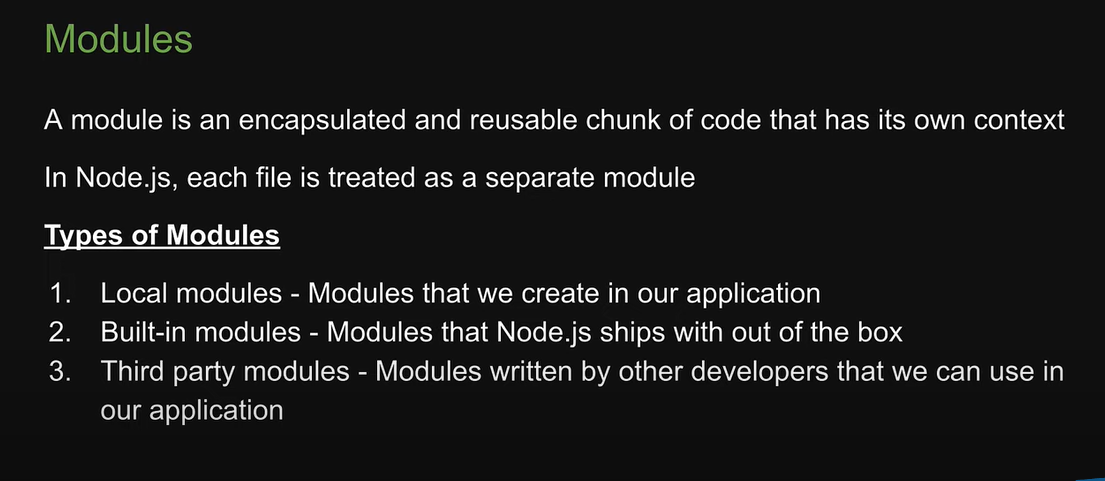 Modules
A module is an encapsulated and reusable chunk of code that has its own context
In Node.js, each file is treated as a separate module
Types of Modules
1. Local modules - Modules that we create in our application
2. Built-in modules - Modules that Node.js ships with out of the box
3. Third party modules - Modules written by other developers that we can use in
our application